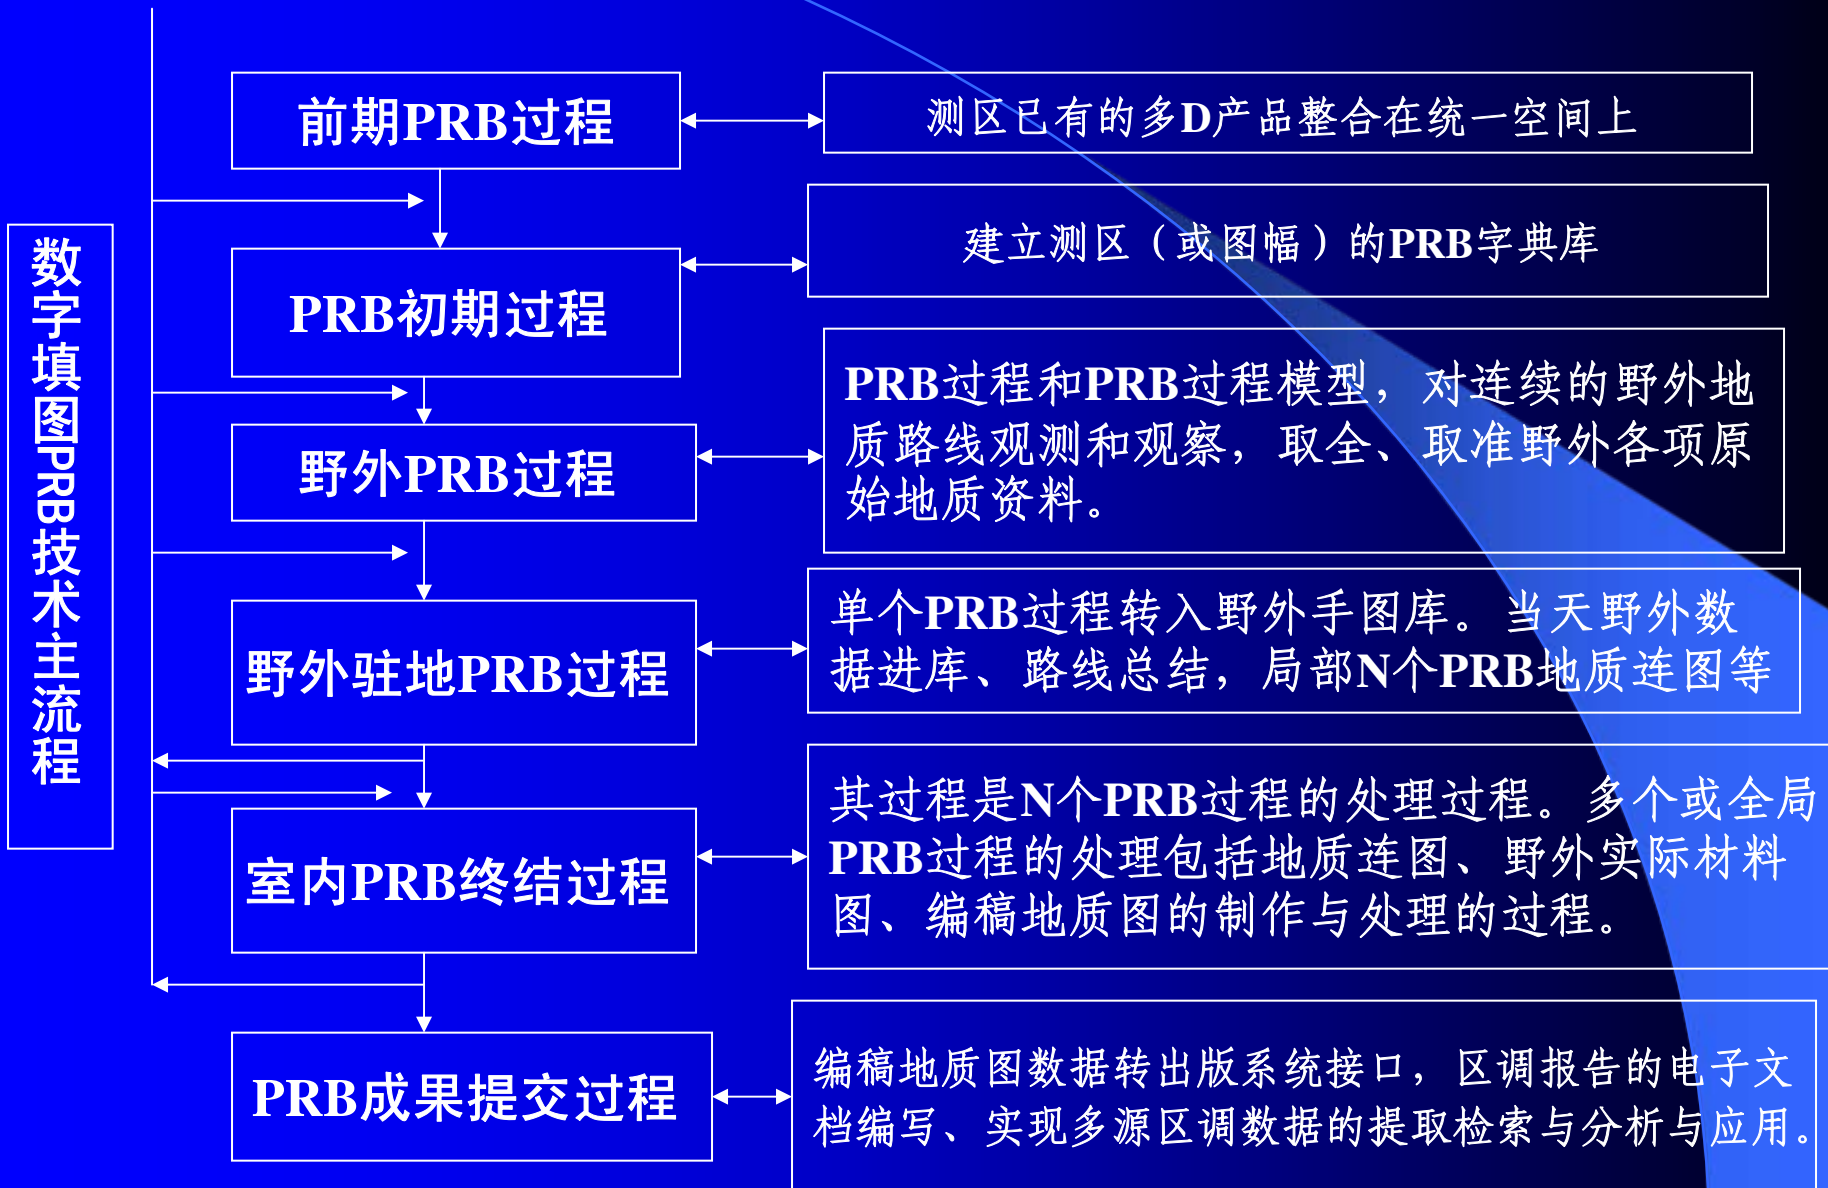 数字填图PRB技术主流程
前期PRB过程
测区已有的多D产品整合在统一空间上
PRB初期过程
建立测区（或图幅）的PRB字典库
野外PRB过程
PRB过程和PRB过程模型，对连续的野外地
质路线观测和观察，取全、取准野外各项原
始地质资料。
野外驻地PRB过程
单个PRB过程转入野外手图库。当天野外数
据进库、路线总结，局部N个PRB地质连图等
室内PRB终结过程
其过程是N个PRB过程的处理过程。多个或全局
PRB过程的处理包括地质连图、野外实际材料
图、编稿地质图的制作与处理的过程。
PRB成果提交过程
编稿地质图数据转出版系统接口，区调报告的电子文
档编写、实现多源区调数据的提取检索与分析与应用。